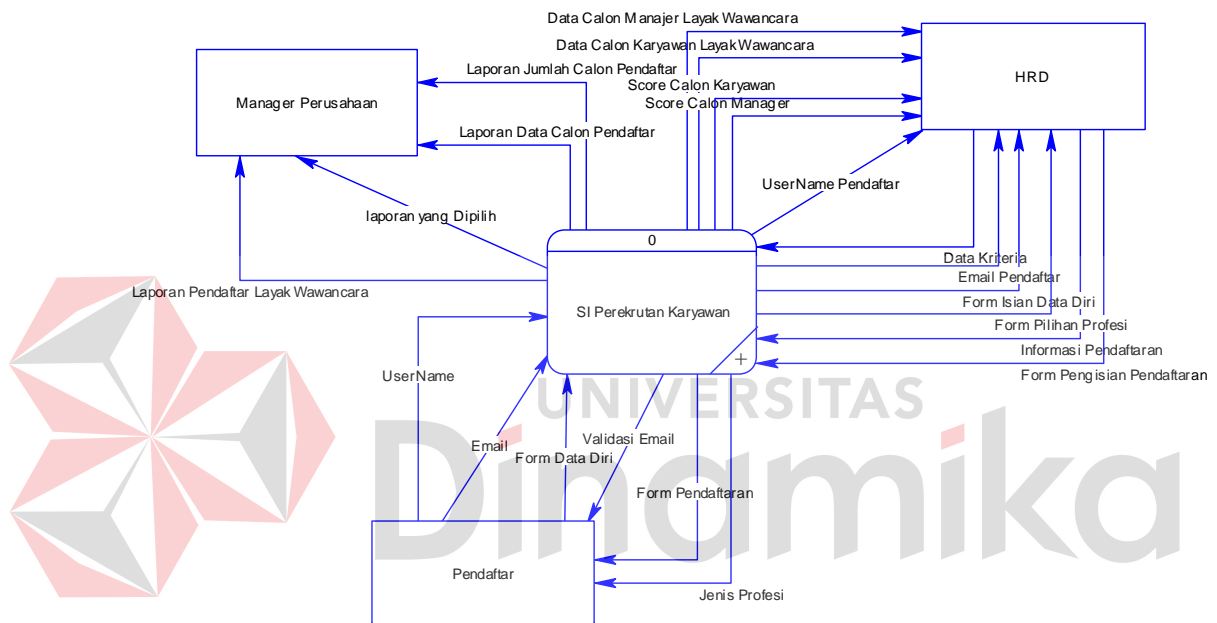 Data Calon Manajer Layak Wawancara
Data Calon Karyawan Layak Wawancara
Laporan Jumlah Calon Pendaftar
Score Calon Karyawan
Score Calon Manager
HRD
Manager Perusahaan
Laporan Data Calon Pendaftar
UserName Pendaftar
laporan yang Dipilih
0
Data Kriteria
Email Pendaftar
Laporan Pendaftar Layak Wawancara
Form Isian Data Diri
SI Perekrutan Karyawan
Form Pilihan Profesi
Informasi Pendaftaran
+
UserName
Form Pengisian Pendaftaran
UNIVERSITAS
Dinamika
Email
Validasi Email
Form Data Diri
Form Pendaftaran
Pendaftar
Jenis Profesi